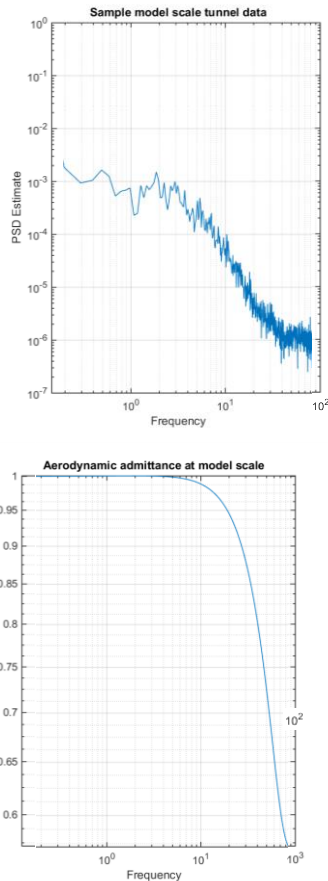 Sample model scale tunnel data
10^0
10^-1
10^-2
10^-3
10^-4
10^-5
10^-6
10^-7
PSD Estimate
10^0 10^1 10^2
Frequency
Aerodynamic admittance at model scale
1
0.95
0.9
0.85
0.8
0.75
0.7
0.65
0.6
10^2
10^0 10^1 10^3
Frequency